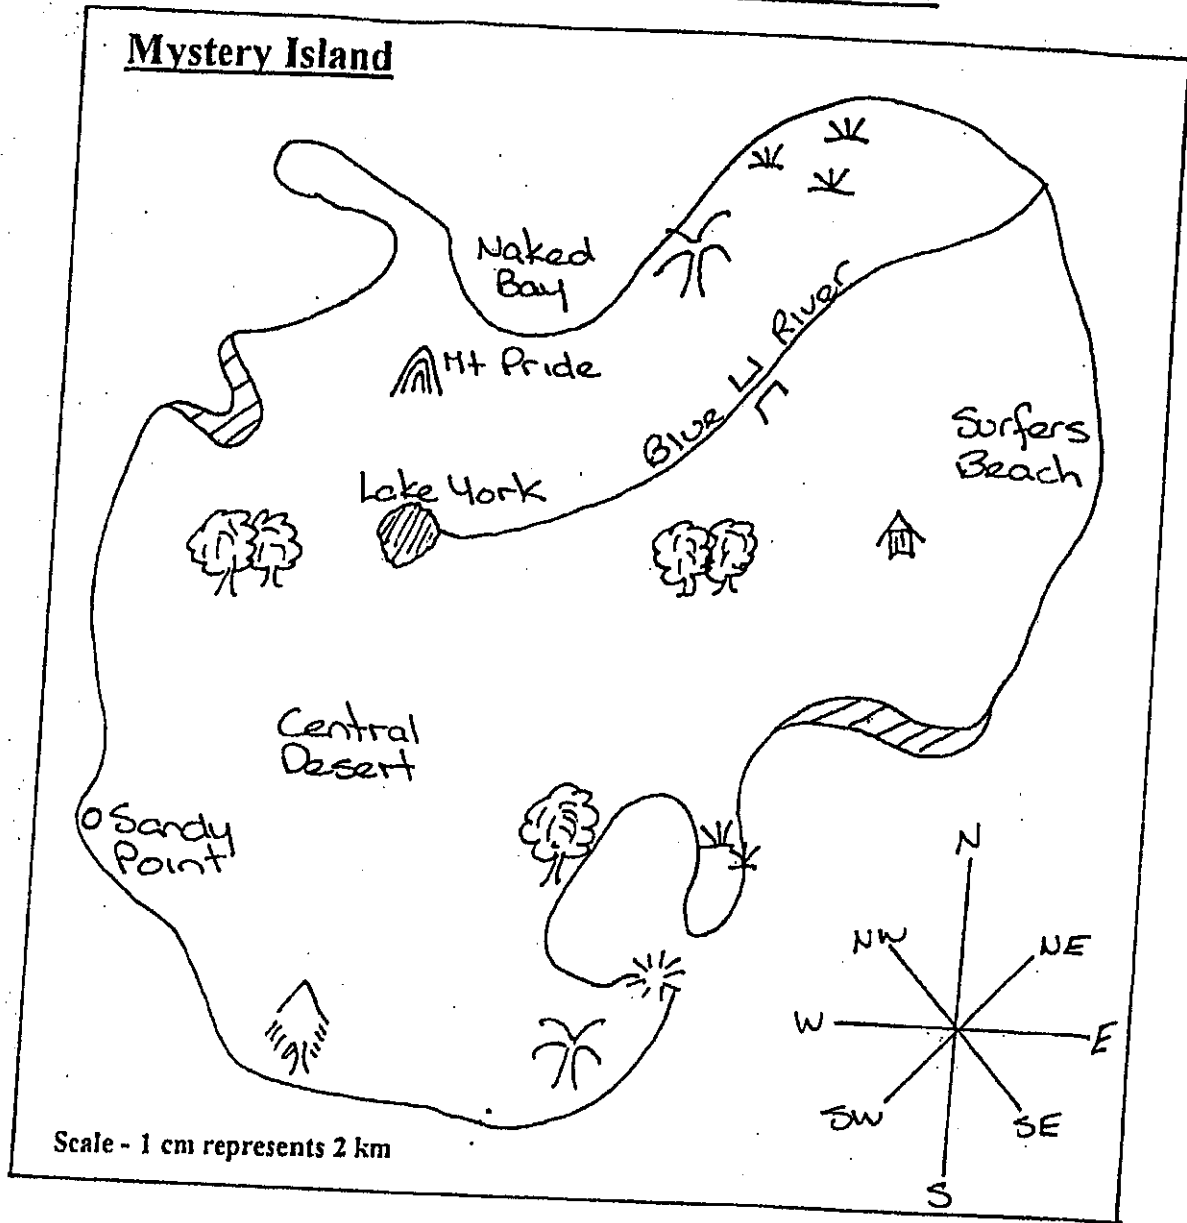 Mystery Island
Naked
Bay
Mt Pride
Blue River
Surfers
Beach
Lake York
Central
Desert
Sandy
Point
N
NW
NE
W
E
SW
SE
S
Scale - 1 cm represents 2 km